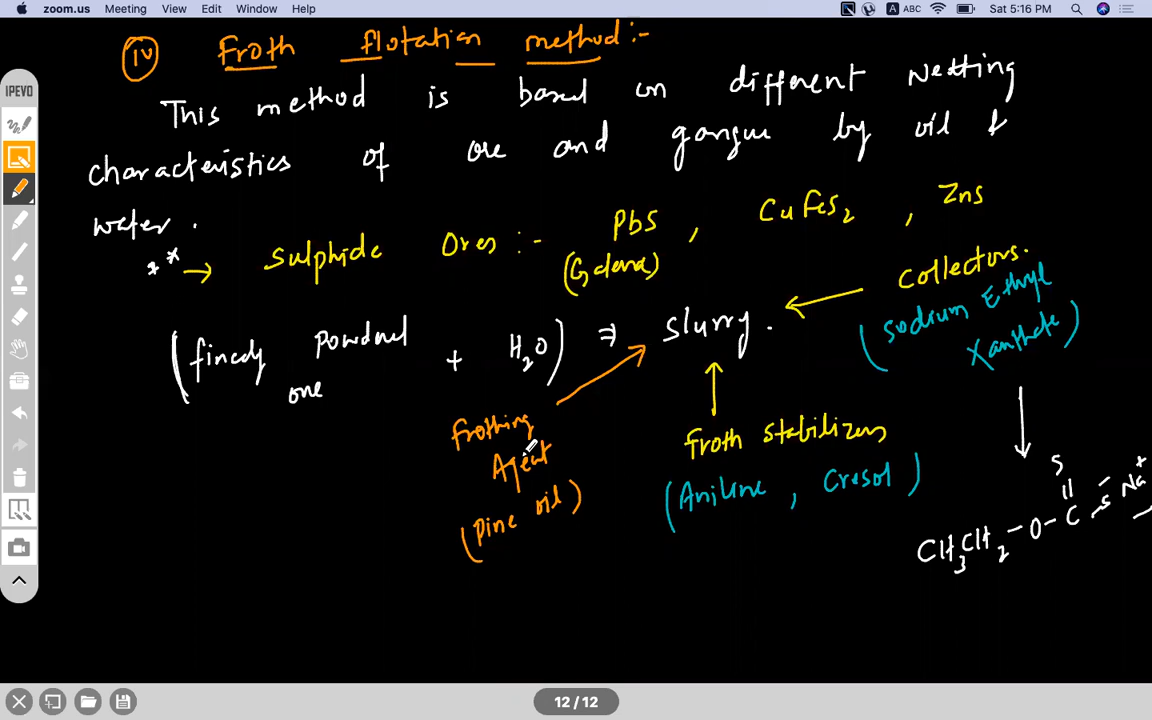 zoom.us Meeting View Edit Window Help
A ABC Sat 5:16 PM
IPEVO
(iv) Froth flotation method:-
This method is based on different wetting
characteristics of ore and gangue by oil &
water.
** → Sulphide Ores :- PbS , CuFeS2 , ZnS
(Galena)
collectors.
(Sodium Ethyl
Xanthate)
(finely powdered + H2O) ⇒ Slurry.
ore
frothing
Agent
(Pine oil)
froth stabilizers
(Aniline , Cresol)
S
||
CH3CH2-O-C-S⁻ Na⁺
12 / 12